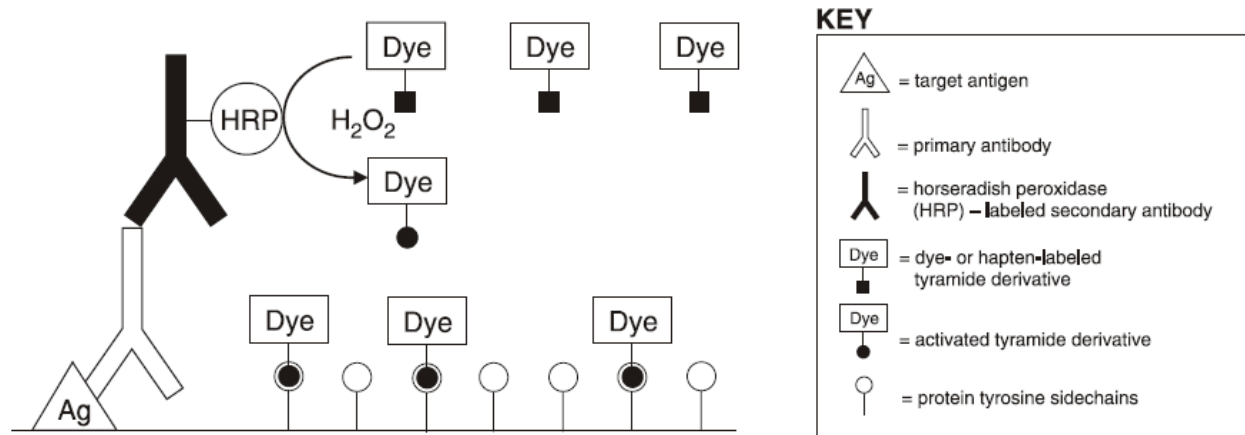 Dye
Dye
Dye
HRP
H₂O₂
Dye
Dye
Dye
Dye
Ag
KEY
Ag = target antigen
= primary antibody
= horseradish peroxidase
(HRP) – labeled secondary antibody
Dye = dye- or hapten-labeled
tyramide derivative
Dye = activated tyramide derivative
= protein tyrosine sidechains